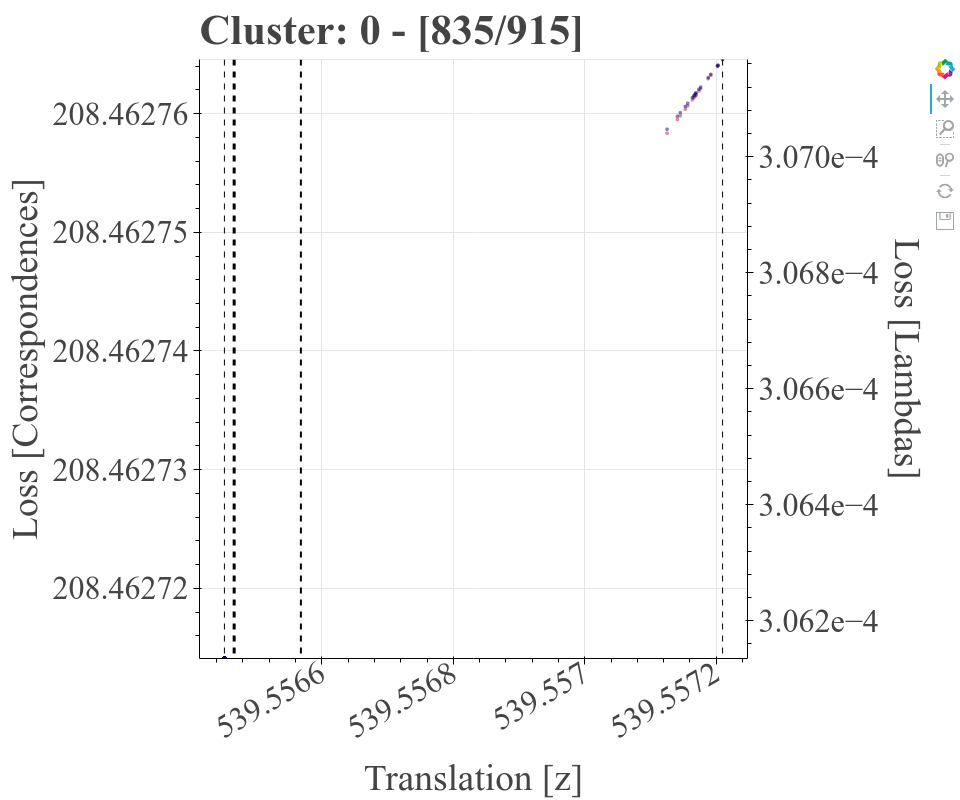 Cluster: 0 - [835/915]
Loss [Correspondences]
208.46276
208.46275
208.46274
208.46273
208.46272
3.070e−4
3.068e−4
3.066e−4
3.064e−4
3.062e−4
Loss [Lambdas]
539.5566
539.5568
539.557
539.5572
Translation [z]